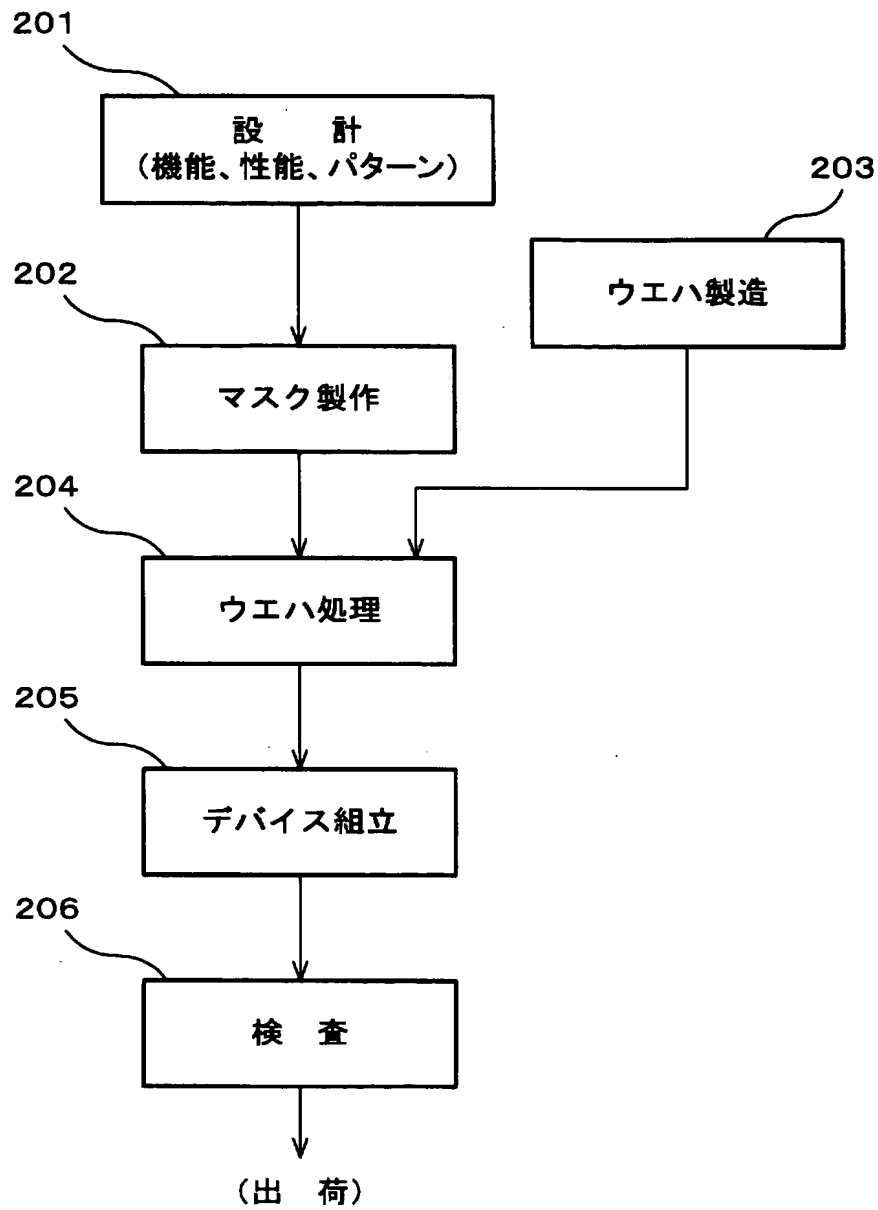 201
設 計
(機能、性能、パターン)
203
ウエハ製造
202
マスク製作
204
ウエハ処理
205
デバイス組立
206
検 査
(出 荷)